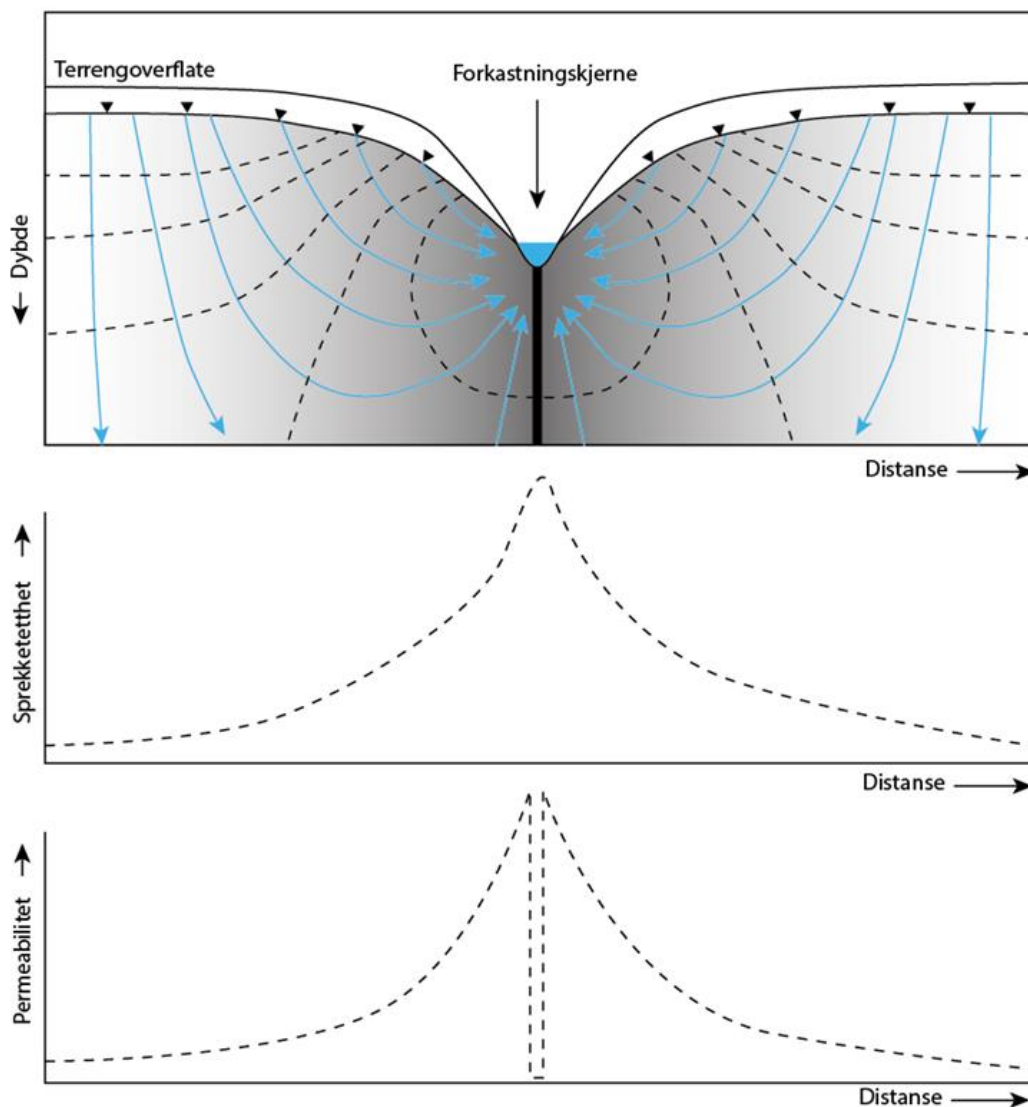 Terrengoverflate
Forkastningskjerne
Dybde
Distanse
Sprekketetthet
Distanse
Permeabilitet
Distanse